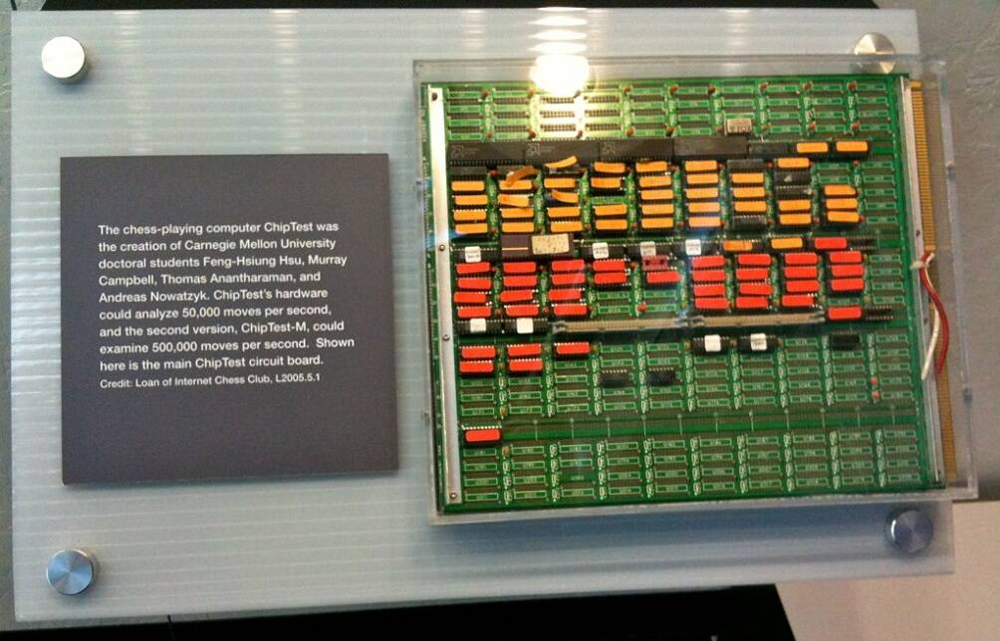 The chess-playing computer ChipTest was
the creation of Carnegie Mellon University
doctoral students Feng-Hsiung Hsu, Murray
Campbell, Thomas Anantharaman, and
Andreas Nowatzyk. ChipTest's hardware
could analyze 50,000 moves per second,
and the second version, ChipTest-M, could
examine 500,000 moves per second.  Shown
here is the main ChipTest circuit board.
Credit: Loan of Internet Chess Club, L2005.5.1